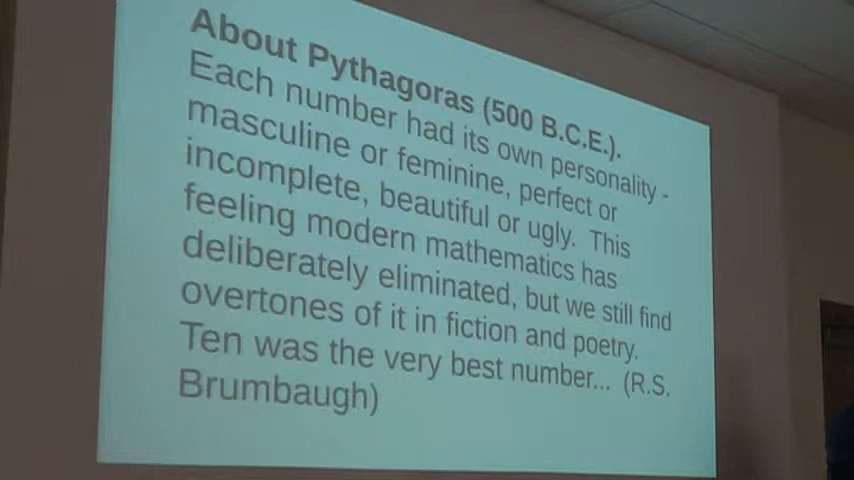 About Pythagoras (500 B.C.E.).
Each number had its own personality -
masculine or feminine, perfect or
incomplete, beautiful or ugly. This
feeling modern mathematics has
deliberately eliminated, but we still find
overtones of it in fiction and poetry.
Ten was the very best number... (R.S.
Brumbaugh)